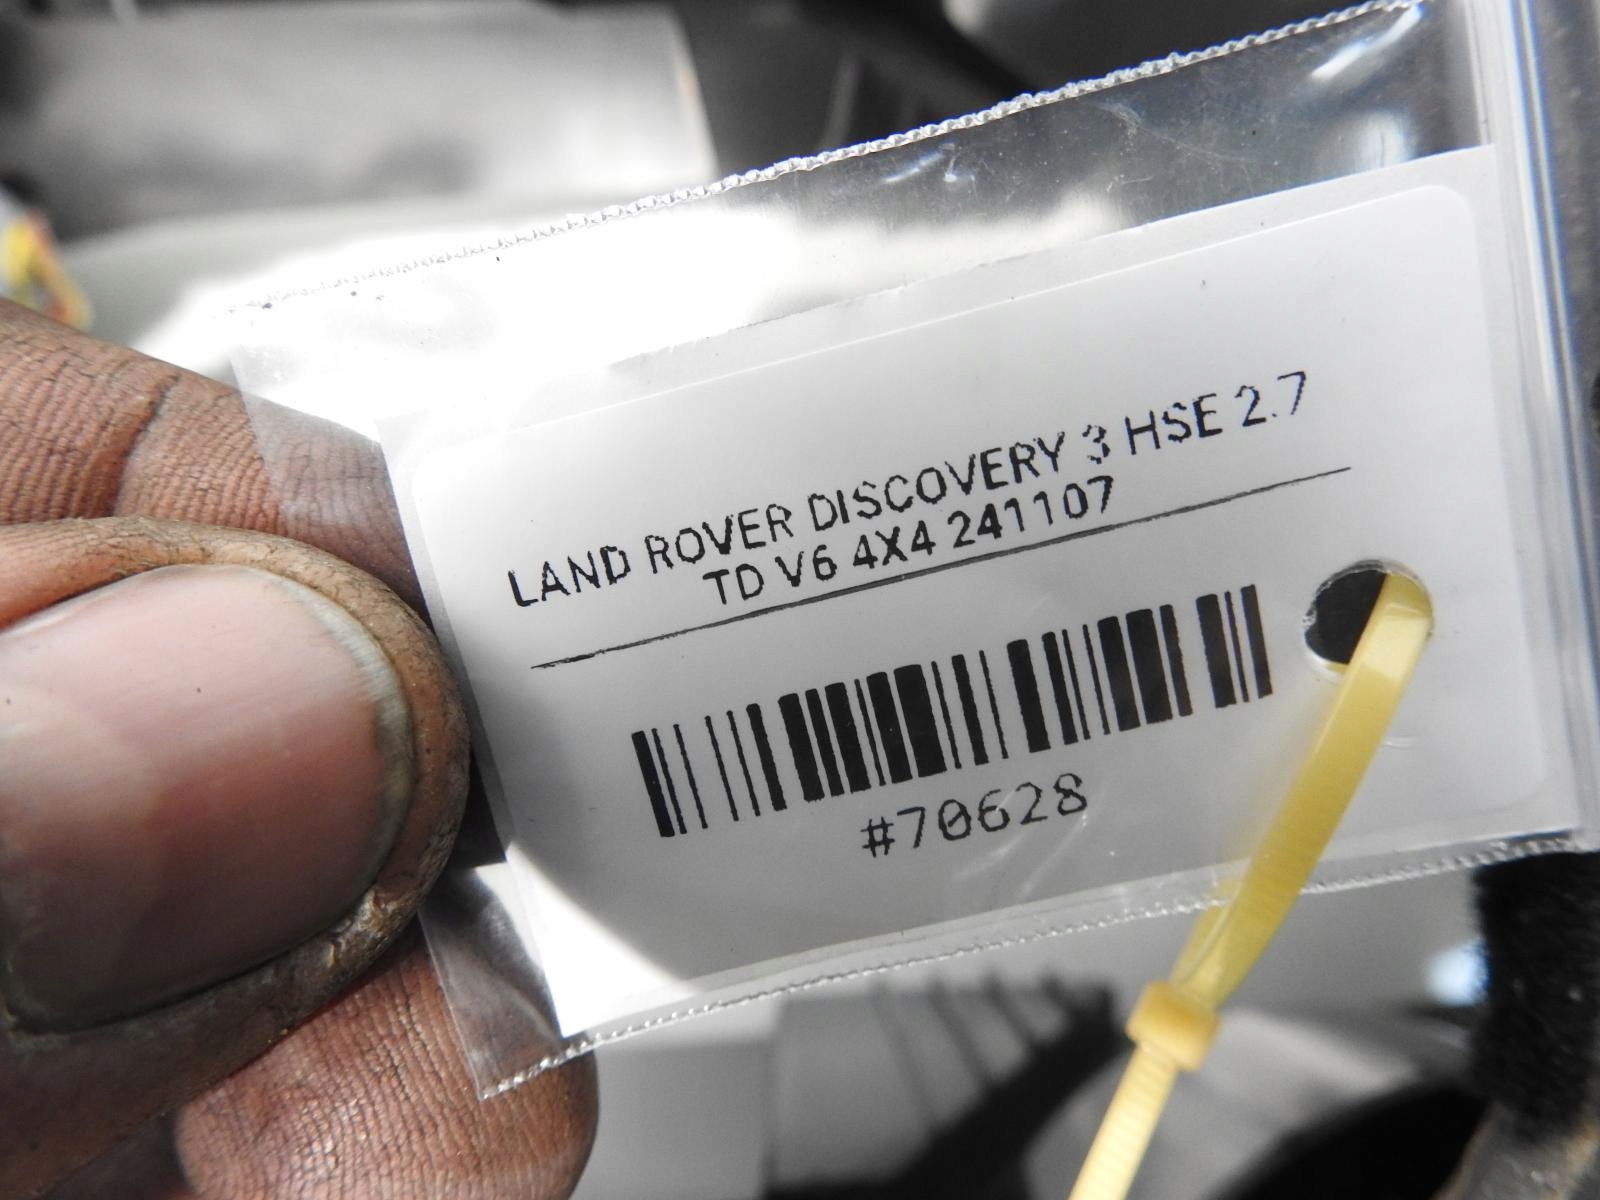 LAND ROVER DISCOVERY 3 HSE 2.7
TD V6 4X4 241107
#70628